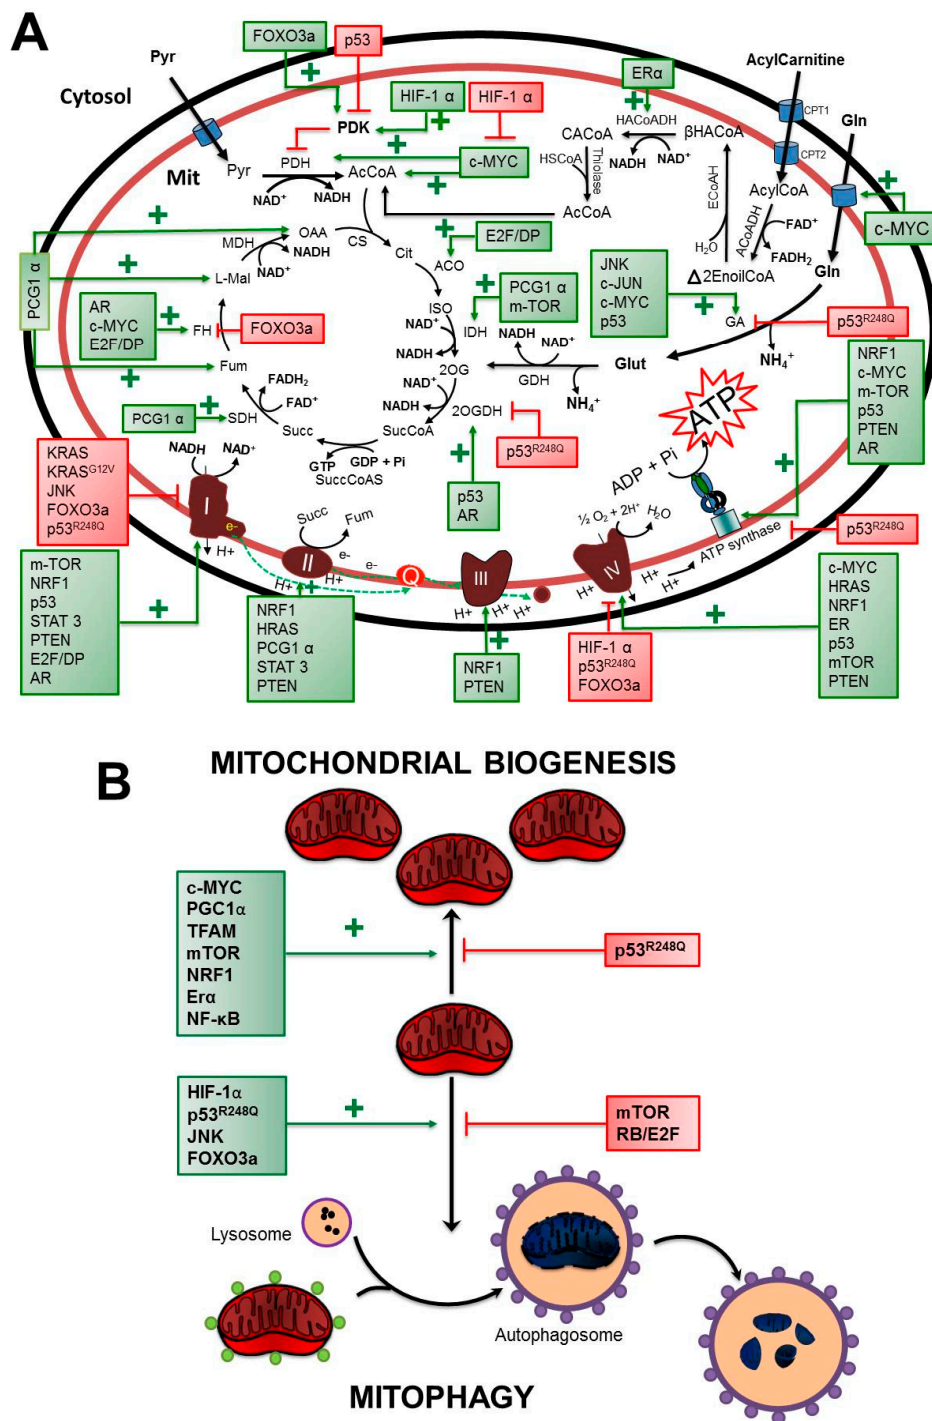 A
FOXO3a
p53
Pyr
Cytosol
ERα
AcylCarnitine
HIF-1 α
HIF-1 α
CPT1
Gln
PDK
HACoADH
CACoA
βHACoA
NADH
NAD⁺
CPT2
PDH
c-MYC
HSCoA
Thiolase
Mit
Pyr
AcCoA
NAD⁺
NADH
ECoAH
AcylCoA
ACoADH
FAD⁺
FADH₂
c-MYC
AcCoA
H₂O
OAA
CS
MDH
NADH
NAD⁺
Cit
E2F/DP
ACO
Δ2EnoilCoA
Gln
PCG1 α
L-Mal
JNK
c-JUN
c-MYC
p53
PCG1 α
m-TOR
ISO
IDH
NAD⁺
NADH
AR
c-MYC
E2F/DP
FH
FOXO3a
GA
p53R248Q
NADH
NAD⁺
2OG
GDH
Glut
NH₄⁺
NH₄⁺
Fum
FADH₂
FAD⁺
NAD⁺
NADH
NRF1
c-MYC
m-TOR
p53
PTEN
AR
ATP
PCG1 α
SDH
Succ
SucCoA
2OGDH
p53R248Q
GTP
GDP + Pi
SuccCoAS
ADP + Pi
KRAS
KRASG12V
JNK
FOXO3a
p53R248Q
NADH
NAD⁺
I
e-
H+
p53
AR
½ O₂ + 2H⁺
H₂O
ATP synthase
p53R248Q
Succ
Fum
II
e-
H+
H+
H+
Q
III
H+
H+
H+
IV
H+
H+
H+
m-TOR
NRF1
p53
STAT 3
PTEN
E2F/DP
AR
NRF1
HRAS
PCG1 α
STAT 3
PTEN
NRF1
PTEN
HIF-1 α
p53R248Q
FOXO3a
c-MYC
HRAS
NRF1
ER
p53
mTOR
PTEN
B
MITOCHONDRIAL BIOGENESIS
c-MYC
PGC1α
TFAM
mTOR
NRF1
Erα
NF-κB
p53R248Q
HIF-1α
p53R248Q
JNK
FOXO3a
mTOR
RB/E2F
Lysosome
Autophagosome
MITOPHAGY